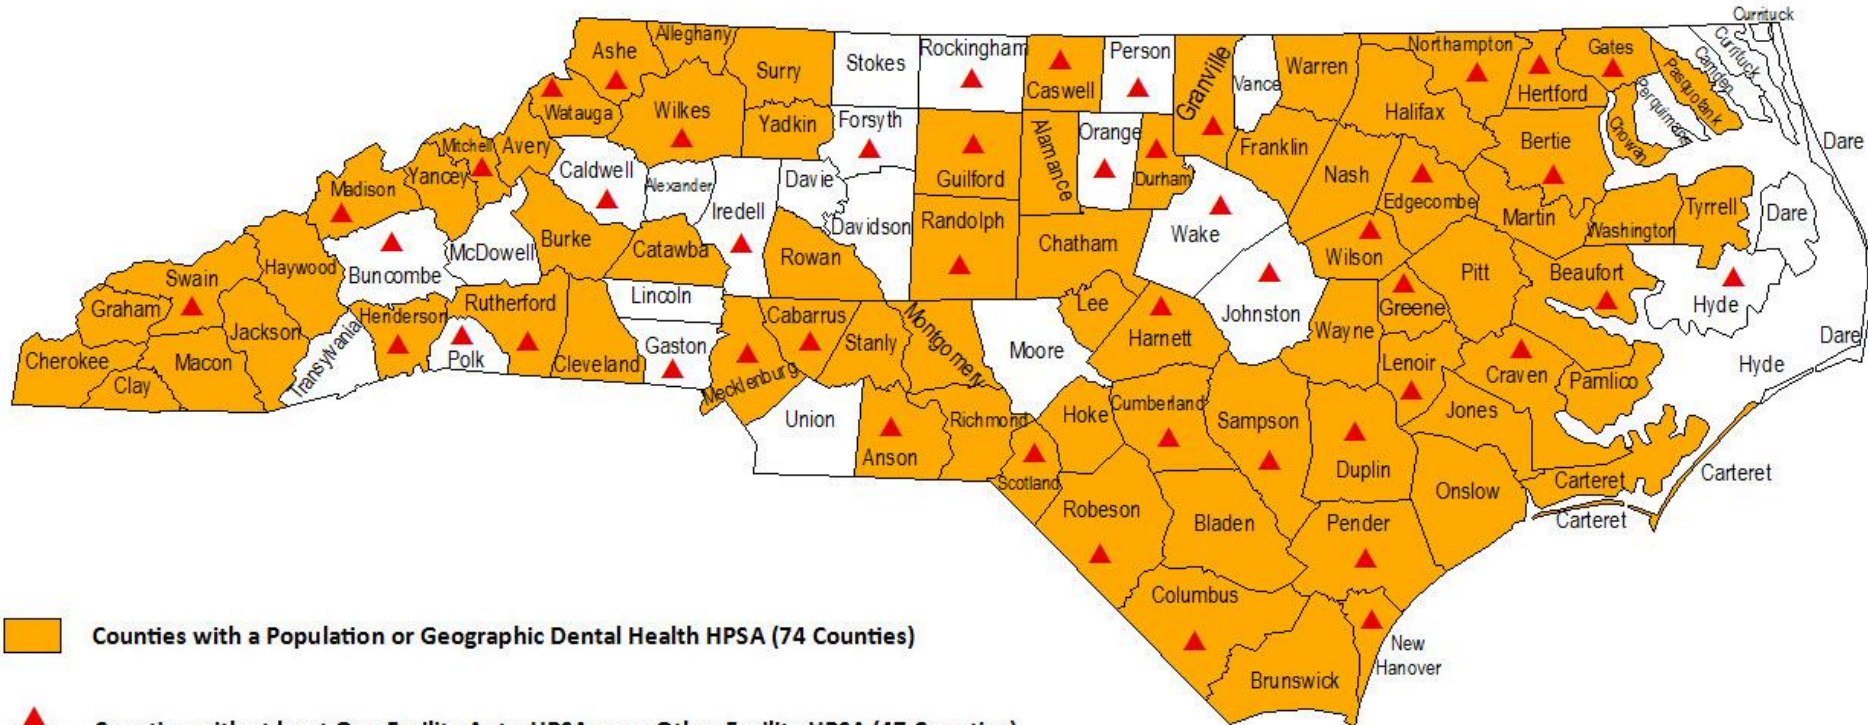 Currituck
Ashe
Alleghany
Surry
Stokes
Rockingham
Caswell
Person
Granville
Vance
Warren
Northampton
Hertford
Gates
Pasquotank
Camden
Currituck
Watauga
Wilkes
Yadkin
Forsyth
Guilford
Alamance
Orange
Durham
Franklin
Halifax
Bertie
Chowan
Perquimans
Dare
Mitchell
Avery
Yancey
Madison
Caldwell
Alexander
Iredell
Davie
Davidson
Randolph
Chatham
Wake
Nash
Edgecombe
Martin
Washington
Tyrrell
Dare
Swain
Haywood
Buncombe
McDowell
Burke
Catawba
Rowan
Wilson
Pitt
Beaufort
Hyde
Graham
Jackson
Henderson
Rutherford
Lincoln
Cabarrus
Stanly
Montgomery
Lee
Harnett
Johnston
Wayne
Greene
Cherokee
Clay
Macon
Transylvania
Polk
Cleveland
Gaston
Mecklenburg
Moore
Lenoir
Craven
Pamlico
Hyde
Dare
Union
Anson
Richmond
Scotland
Hoke
Cumberland
Sampson
Duplin
Jones
Onslow
Carteret
Carteret
Carteret
Robeson
Bladen
Pender
Columbus
Brunswick
New
Hanover
Counties with a Population or Geographic Dental Health HPSA (74 Counties)